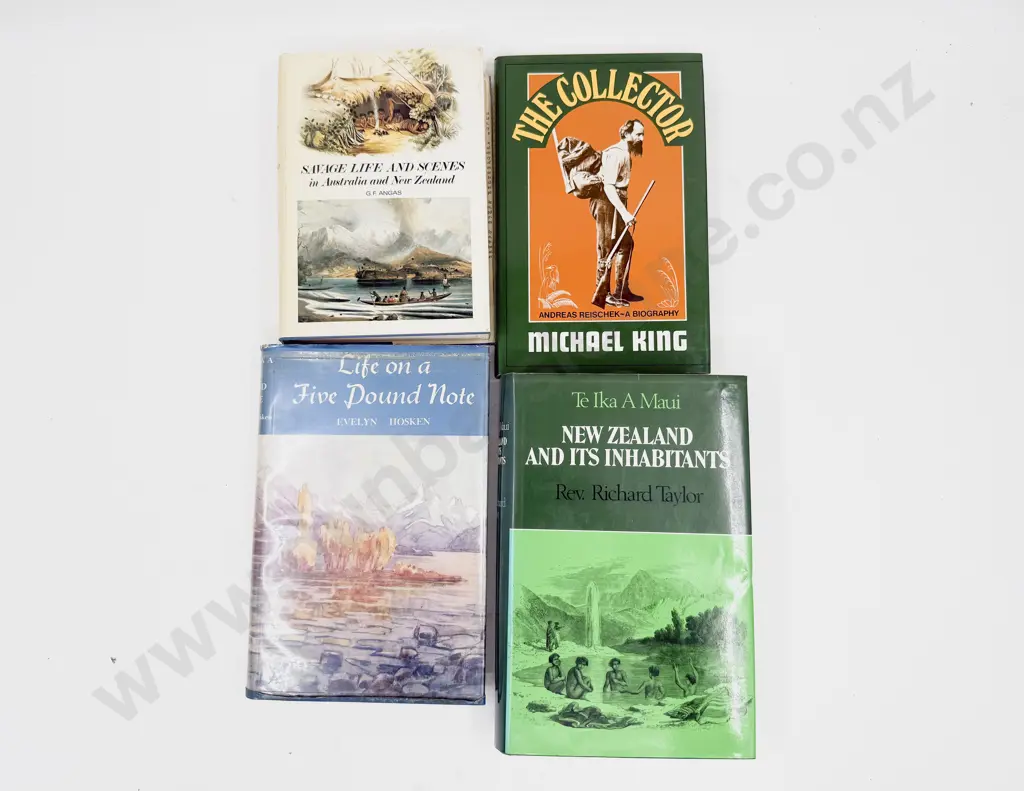 SAVAGE LIFE AND SCENES
in Australia and New Zealand
G.F. ANGAS
THE COLLECTOR
ANDREAS REISCHEK~A BIOGRAPHY
MICHAEL KING
Life on a
Five Pound Note
EVELYN HOSKEN
Te Ika A Maui
NEW ZEALAND
AND ITS INHABITANTS
Rev. Richard Taylor